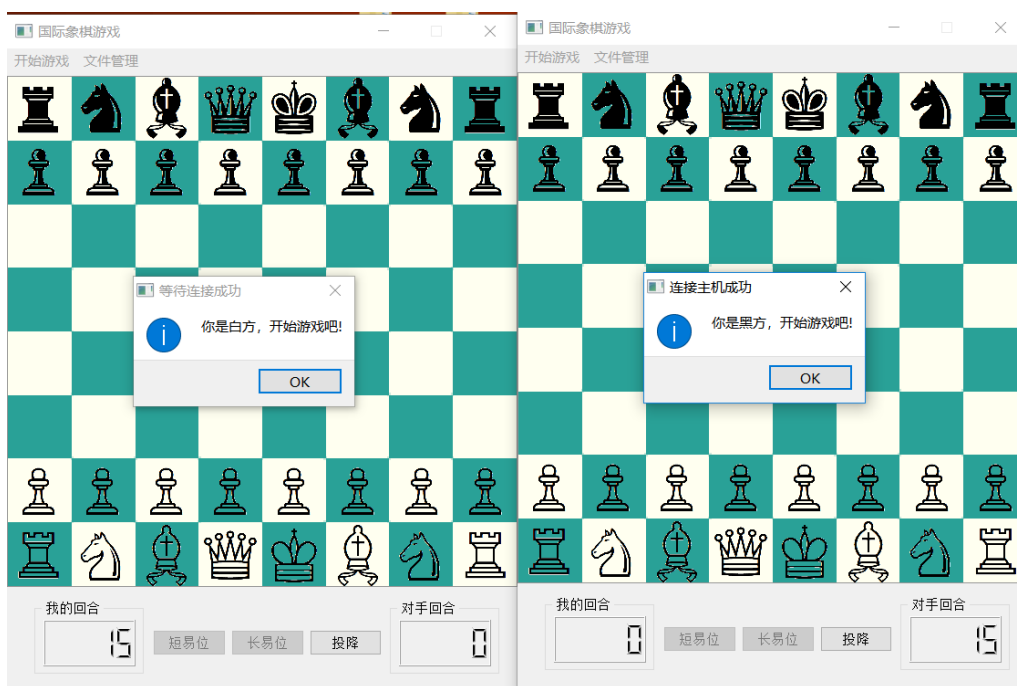 国际象棋游戏
开始游戏 文件管理
等待连接成功
你是白方，开始游戏吧!
OK
我的回合
15
短易位
长易位
投降
对手回合
0
国际象棋游戏
开始游戏 文件管理
连接主机成功
你是黑方，开始游戏吧!
OK
我的回合
0
短易位
长易位
投降
对手回合
15